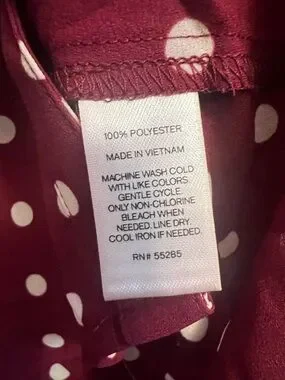 100% POLYESTER
MADE IN VIETNAM
MACHINE WASH COLD
WITH LIKE COLORS
GENTLE CYCLE.
ONLY NON-CHLORINE
BLEACH WHEN
NEEDED. LINE DRY.
COOL IRON IF NEEDED.
RN# 55285